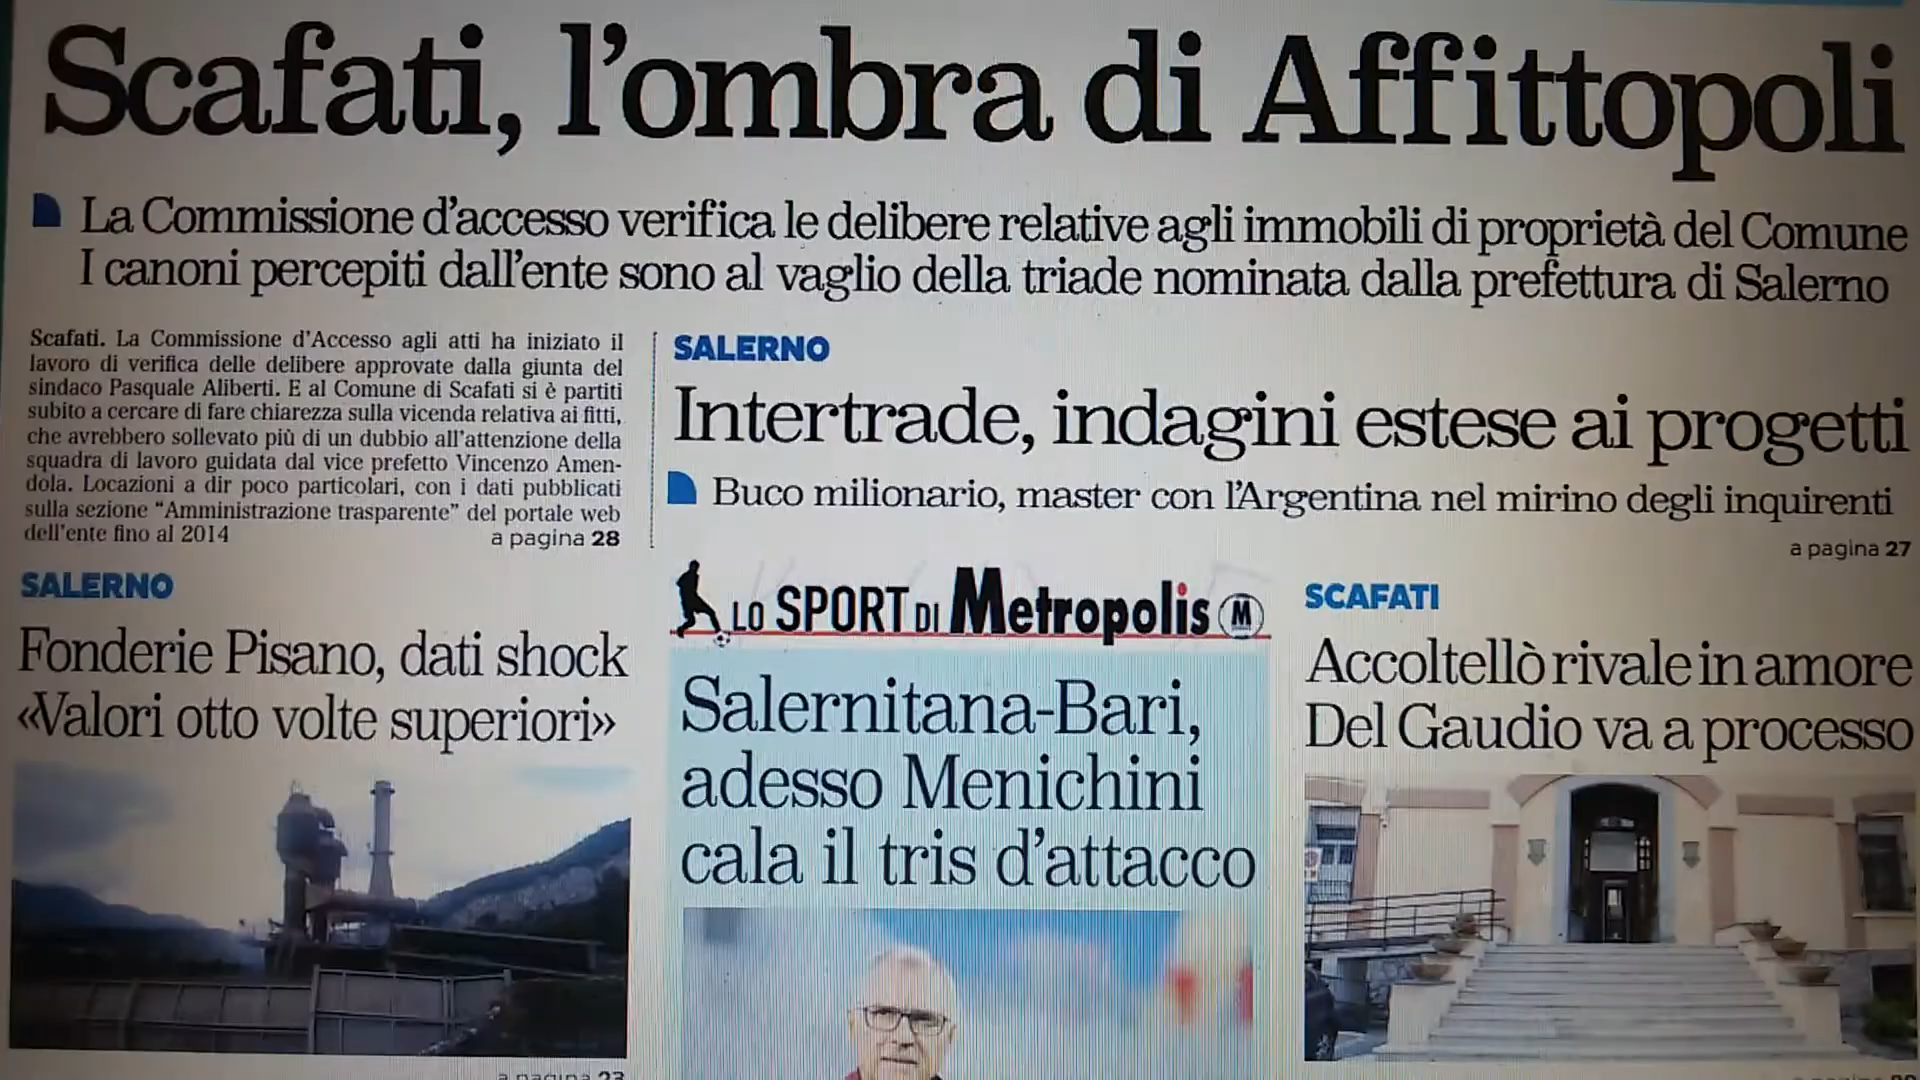 Scafati, l'ombra di Affittopoli
La Commissione d'accesso verifica le delibere relative agli immobili di proprietà del Comune
I canoni percepiti dall'ente sono al vaglio della triade nominata dalla prefettura di Salerno
Scafati. La Commissione d'Accesso agli atti ha iniziato il
lavoro di verifica delle delibere approvate dalla giunta del
sindaco Pasquale Aliberti. E al Comune di Scafati si è partiti
subito a cercare di fare chiarezza sulla vicenda relativa ai fitti,
che avrebbero sollevato più di un dubbio all'attenzione della
squadra di lavoro guidata dal vice prefetto Vincenzo Amen-
dola. Locazioni a dir poco particolari, con i dati pubblicati
sulla sezione "Amministrazione trasparente" del portale web
dell'ente fino al 2014
a pagina 28
SALERNO
Intertrade, indagini estese ai progetti
Buco milionario, master con l'Argentina nel mirino degli inquirenti
a pagina 27
SALERNO
Fonderie Pisano, dati shock
«Valori otto volte superiori»
a pagina 23
LO SPORT DI Metropolis M
Salernitana-Bari,
adesso Menichini
cala il tris d'attacco
SCAFATI
Accoltellò rivale in amore
Del Gaudio va a processo
a pagina